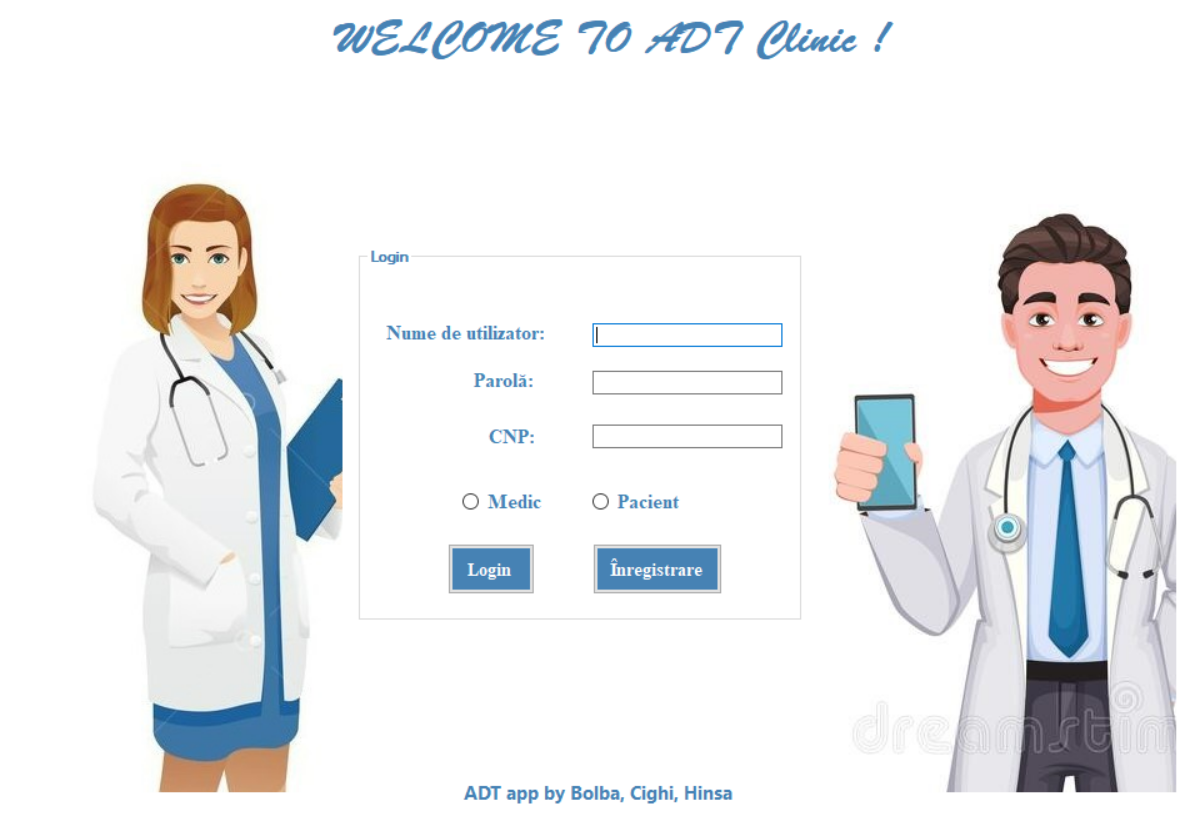 WELCOME TO ADT Clinic !
Login
Nume de utilizator:
Parolă:
CNP:
Medic Pacient
Login Înregistrare
dreamstim
ADT app by Bolba, Cighi, Hinsa